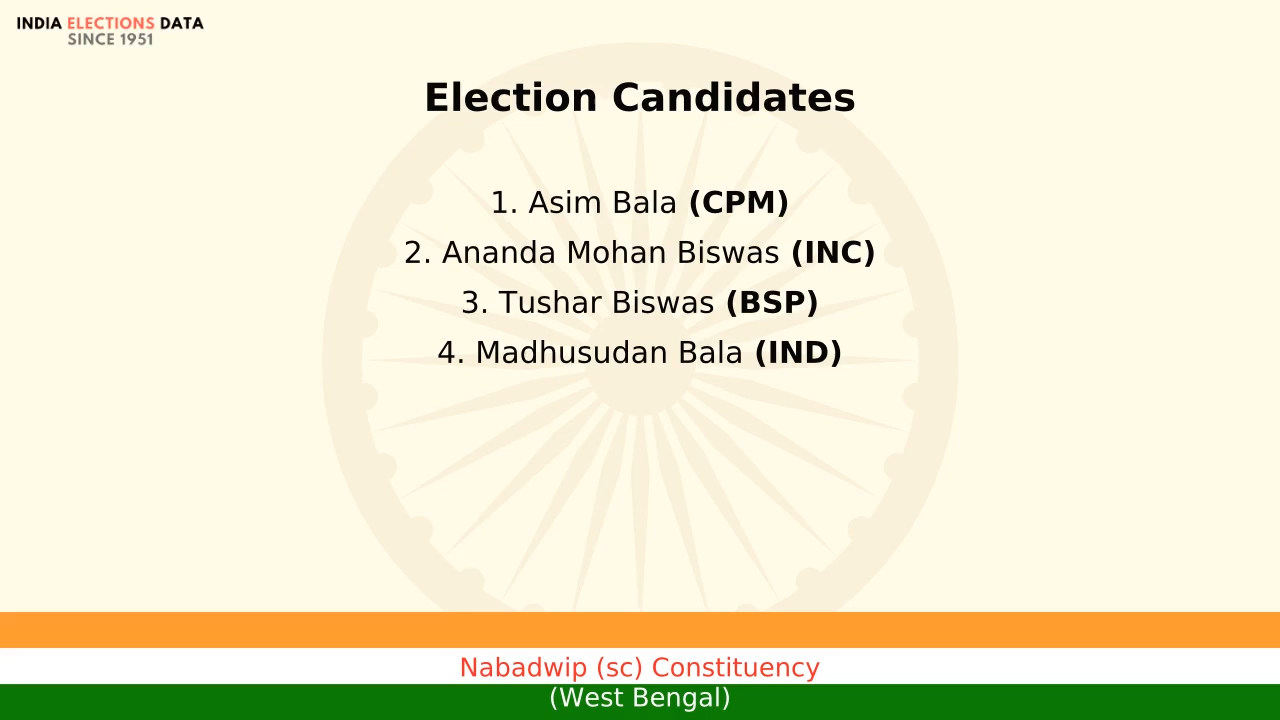 INDIA ELECTIONS DATA
SINCE 1951
Election Candidates
1. Asim Bala (CPM)
2. Ananda Mohan Biswas (INC)
3. Tushar Biswas (BSP)
4. Madhusudan Bala (IND)
Nabadwip (sc) Constituency
(West Bengal)